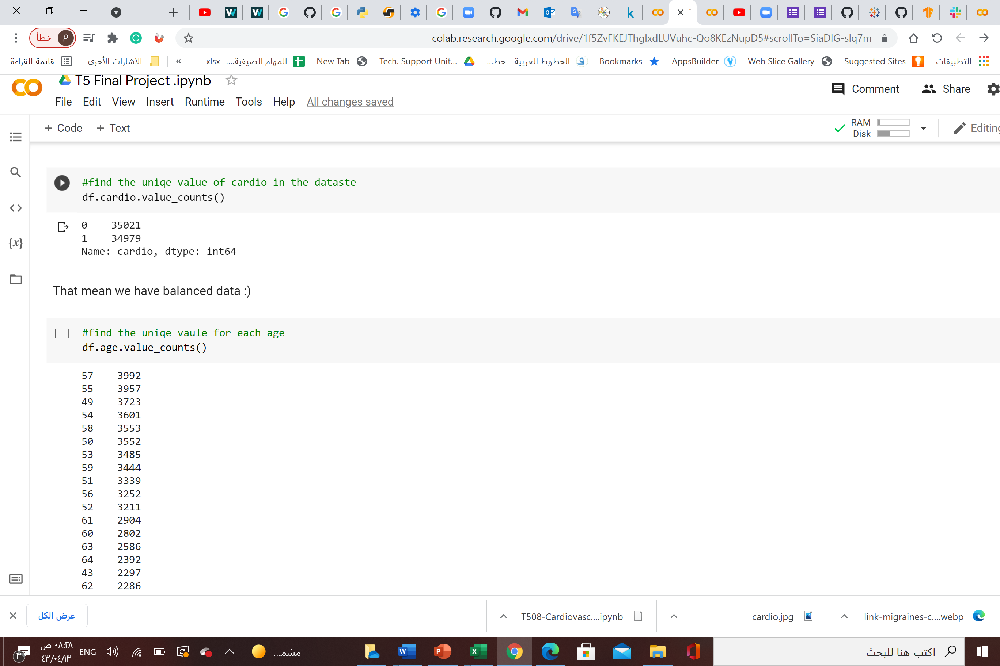 خطأ
colab.research.google.com/drive/1f5ZvFKEJThgIxdLUVuhc-Qo8KEzNupD5#scrollTo=SiaDIG-slq7m
التطبيقات
Suggested Sites
Web Slice Gallery
AppsBuilder
Bookmarks
الخطوط العربية - خط...
Tech. Support Unit...
New Tab
المهام الصيفية....- xlsx
»
الإشارات الأخرى
قائمة القراءة
T5 Final Project .ipynb
Comment
Share
File Edit View Insert Runtime Tools Help All changes saved
+ Code + Text
RAM
Disk
Editing
#find the uniqe value of cardio in the dataste
df.cardio.value_counts()
0 35021
1 34979
Name: cardio, dtype: int64
That mean we have balanced data :)
[ ] #find the uniqe vaule for each age
df.age.value_counts()
57 3992
55 3957
49 3723
54 3601
58 3553
50 3552
53 3485
59 3444
51 3339
56 3252
52 3211
61 2904
60 2802
63 2586
64 2392
43 2297
62 2286
عرض الكل
T508-Cardiovasc....ipynb
cardio.jpg
link-migraines-c....webp
٠٨:٢٨ ص
٤٣/٠٤/١٣
ENG
مشم...
اكتب هنا للبحث